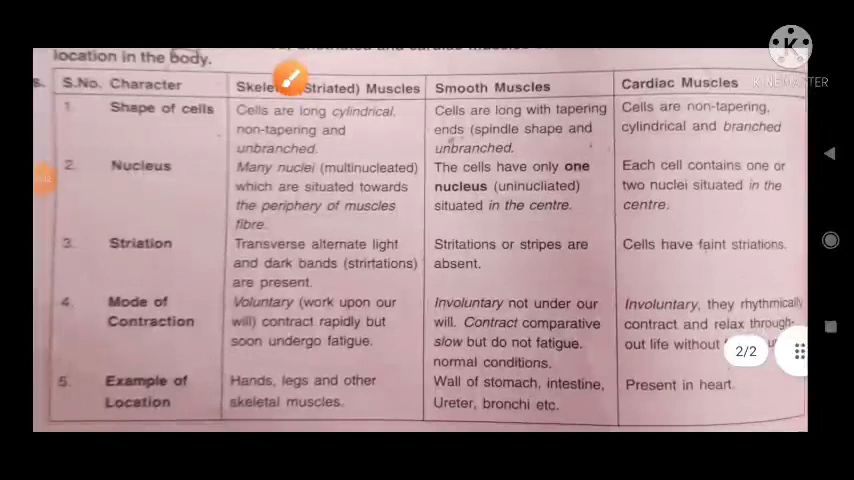 unstriated and cardiac muscles
location in the body.
S.No. Character Skele (Striated) Muscles Smooth Muscles Cardiac Muscles
1. Shape of cells Cells are long cylindrical, Cells are long with tapering Cells are non-tapering,
non-tapering and ends (spindle shape and cylindrical and branched
unbranched. unbranched.
2. Nucleus Many nuclei (multinucleated) The cells have only one Each cell contains one or
which are situated towards nucleus (uninucliated) two nuclei situated in the
the periphery of muscles situated in the centre. centre.
fibre.
3. Striation Transverse alternate light Stritations or stripes are Cells have faint striations.
and dark bands (strirtations) absent.
are present.
4. Mode of Voluntary (work upon our Involuntary not under our Involuntary, they rhythmically
Contraction will) contract rapidly but will. Contract comparative contract and relax through-
soon undergo fatigue. slow but do not fatigue. out life without
normal conditions.
5. Example of Hands, legs and other Wall of stomach, intestine, Present in heart.
Location skeletal muscles. Ureter, bronchi etc.
2/2
K
KINEMASTER